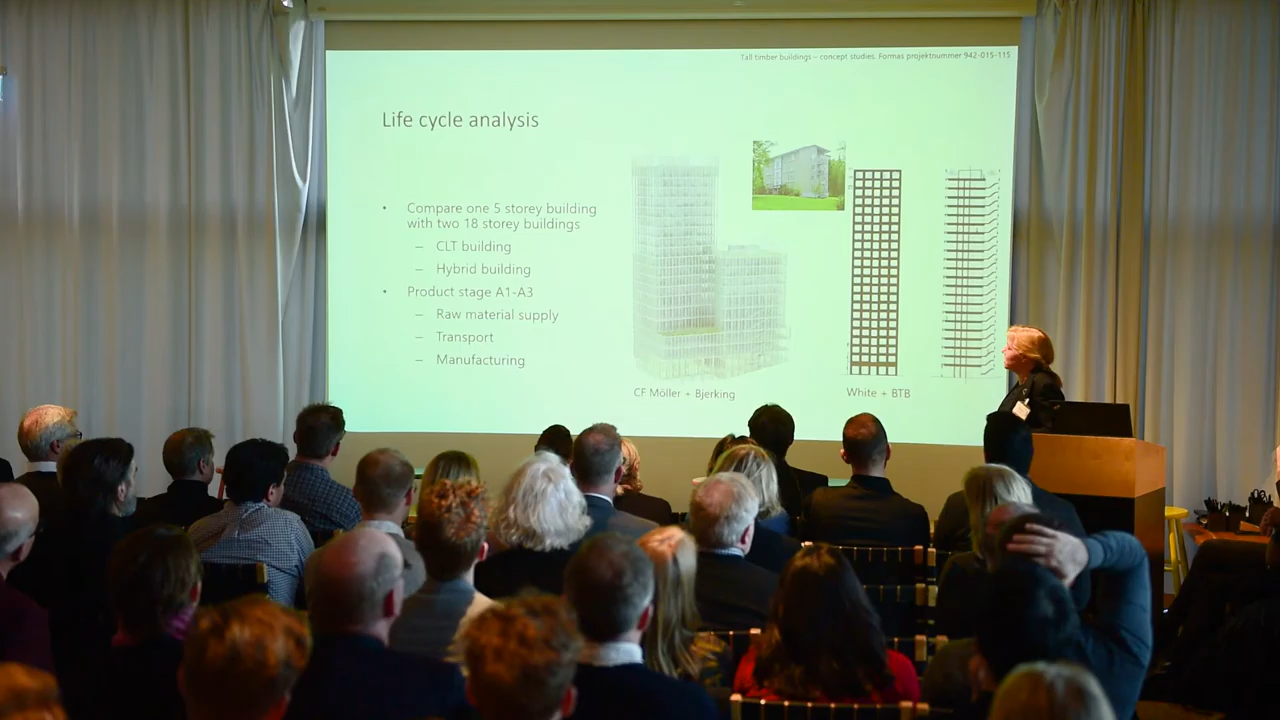 Tall timber buildings – concept studies. Formas projektnummer 942-015-115
Life cycle analysis
• Compare one 5 storey building
with two 18 storey buildings
– CLT building
– Hybrid building
• Product stage A1-A3
– Raw material supply
– Transport
– Manufacturing
CF Möller + Bjerking
White + BTB